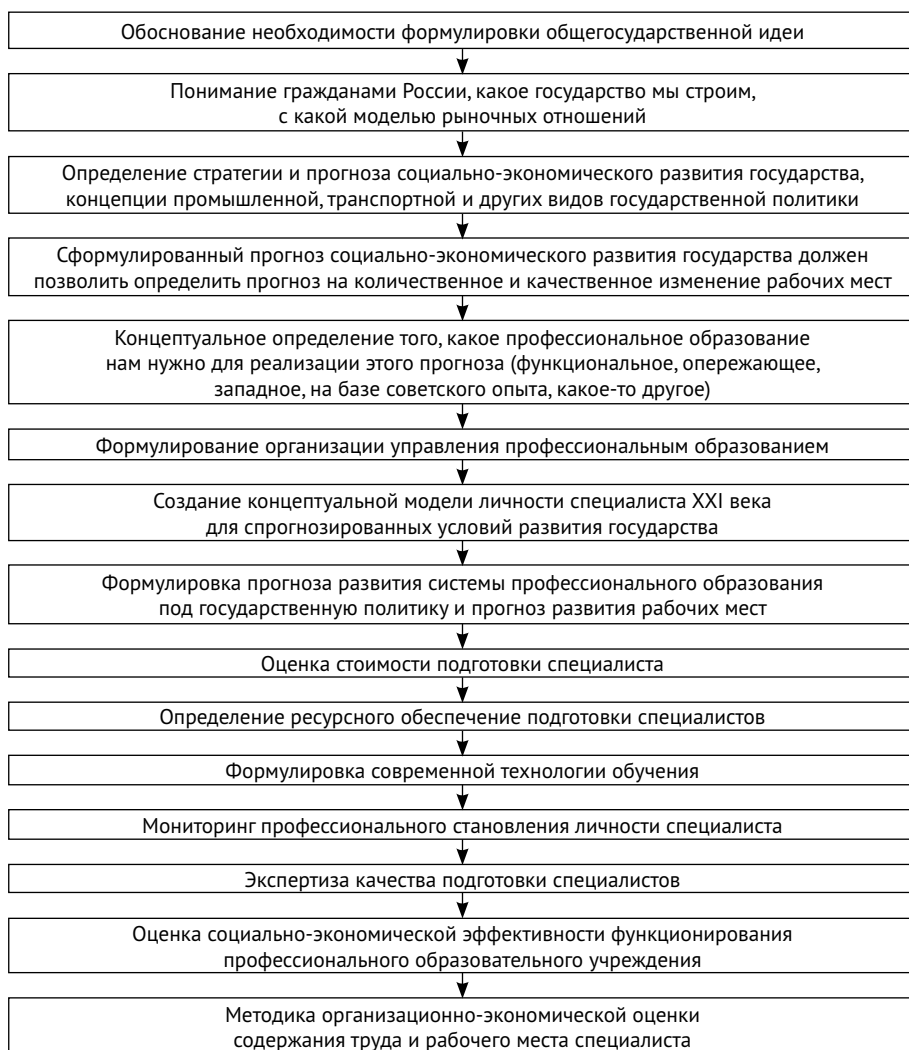 Обоснование необходимости формулировки общегосударственной идеи
Понимание гражданами России, какое государство мы строим,
с какой моделью рыночных отношений
Определение стратегии и прогноза социально-экономического развития государства,
концепции промышленной, транспортной и других видов государственной политики
Сформулированный прогноз социально-экономического развития государства должен
позволить определить прогноз на количественное и качественное изменение рабочих мест
Концептуальное определение того, какое профессиональное образование
нам нужно для реализации этого прогноза (функциональное, опережающее,
западное, на базе советского опыта, какое-то другое)
Формулирование организации управления профессиональным образованием
Создание концептуальной модели личности специалиста XXI века
для спрогнозированных условий развития государства
Формулировка прогноза развития системы профессионального образования
под государственную политику и прогноз развития рабочих мест
Оценка стоимости подготовки специалиста
Определение ресурсного обеспечение подготовки специалистов
Формулировка современной технологии обучения
Мониторинг профессионального становления личности специалиста
Экспертиза качества подготовки специалистов
Оценка социально-экономической эффективности функционирования
профессионального образовательного учреждения
Методика организационно-экономической оценки
содержания труда и рабочего места специалиста